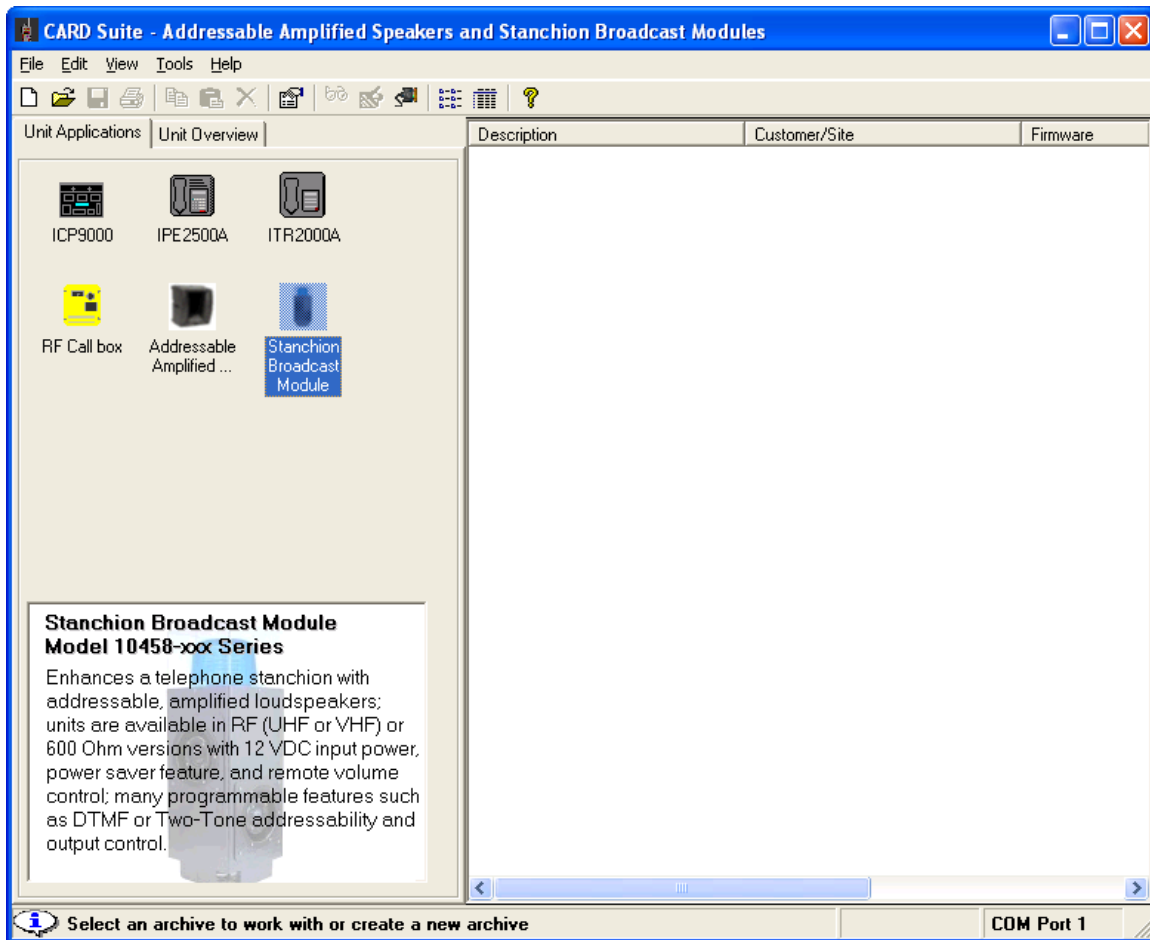 CARD Suite - Addressable Amplified Speakers and Stanchion Broadcast Modules
File Edit View Tools Help
Unit Applications Unit Overview
Description Customer/Site Firmware
ICP9000 IPE2500A ITR2000A
RF Call box
Addressable
Amplified ...
Stanchion
Broadcast
Module
Stanchion Broadcast Module
Model 10458-xxx Series
Enhances a telephone stanchion with
addressable, amplified loudspeakers;
units are available in RF (UHF or VHF) or
600 Ohm versions with 12 VDC input power,
power saver feature, and remote volume
control; many programmable features such
as DTMF or Two-Tone addressability and
output control.
Select an archive to work with or create a new archive
COM Port 1